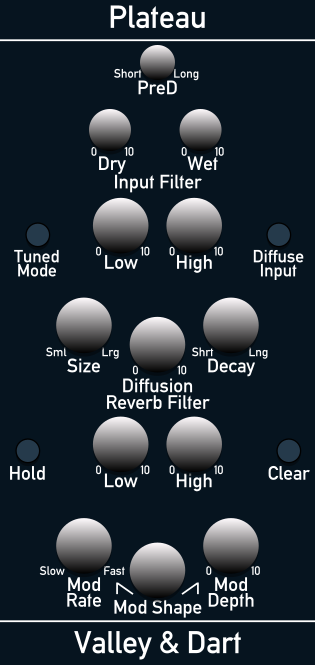 Plateau
Short Long
PreD
0 10 0 10
Dry Wet
Input Filter
0 10 0 10
Low High
Tuned
Mode
Diffuse
Input
Sml Lrg
Size
Shrt Lng
Decay
0 10
Diffusion
Reverb Filter
0 10 0 10
Low High
Hold
Clear
Slow Fast
Mod
Rate
Mod Shape
0 10
Mod
Depth
Valley & Dart